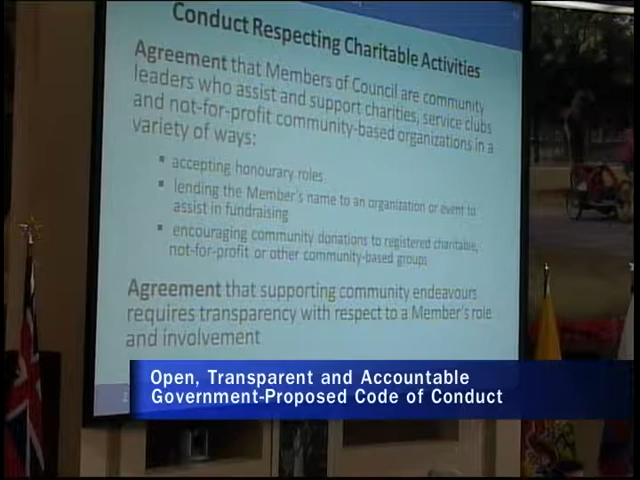 Conduct Respecting Charitable Activities
Agreement that Members of Council are community
leaders who assist and support charities, service clubs
and not-for-profit community-based organizations in a
variety of ways:
▪ accepting honourary roles
▪ lending the Member's name to an organization or event to
assist in fundraising
▪ encouraging community donations to registered charitable,
not-for-profit or other community-based groups
Agreement that supporting community endeavours
requires transparency with respect to a Member's role
and involvement
Open, Transparent and Accountable
Government-Proposed Code of Conduct